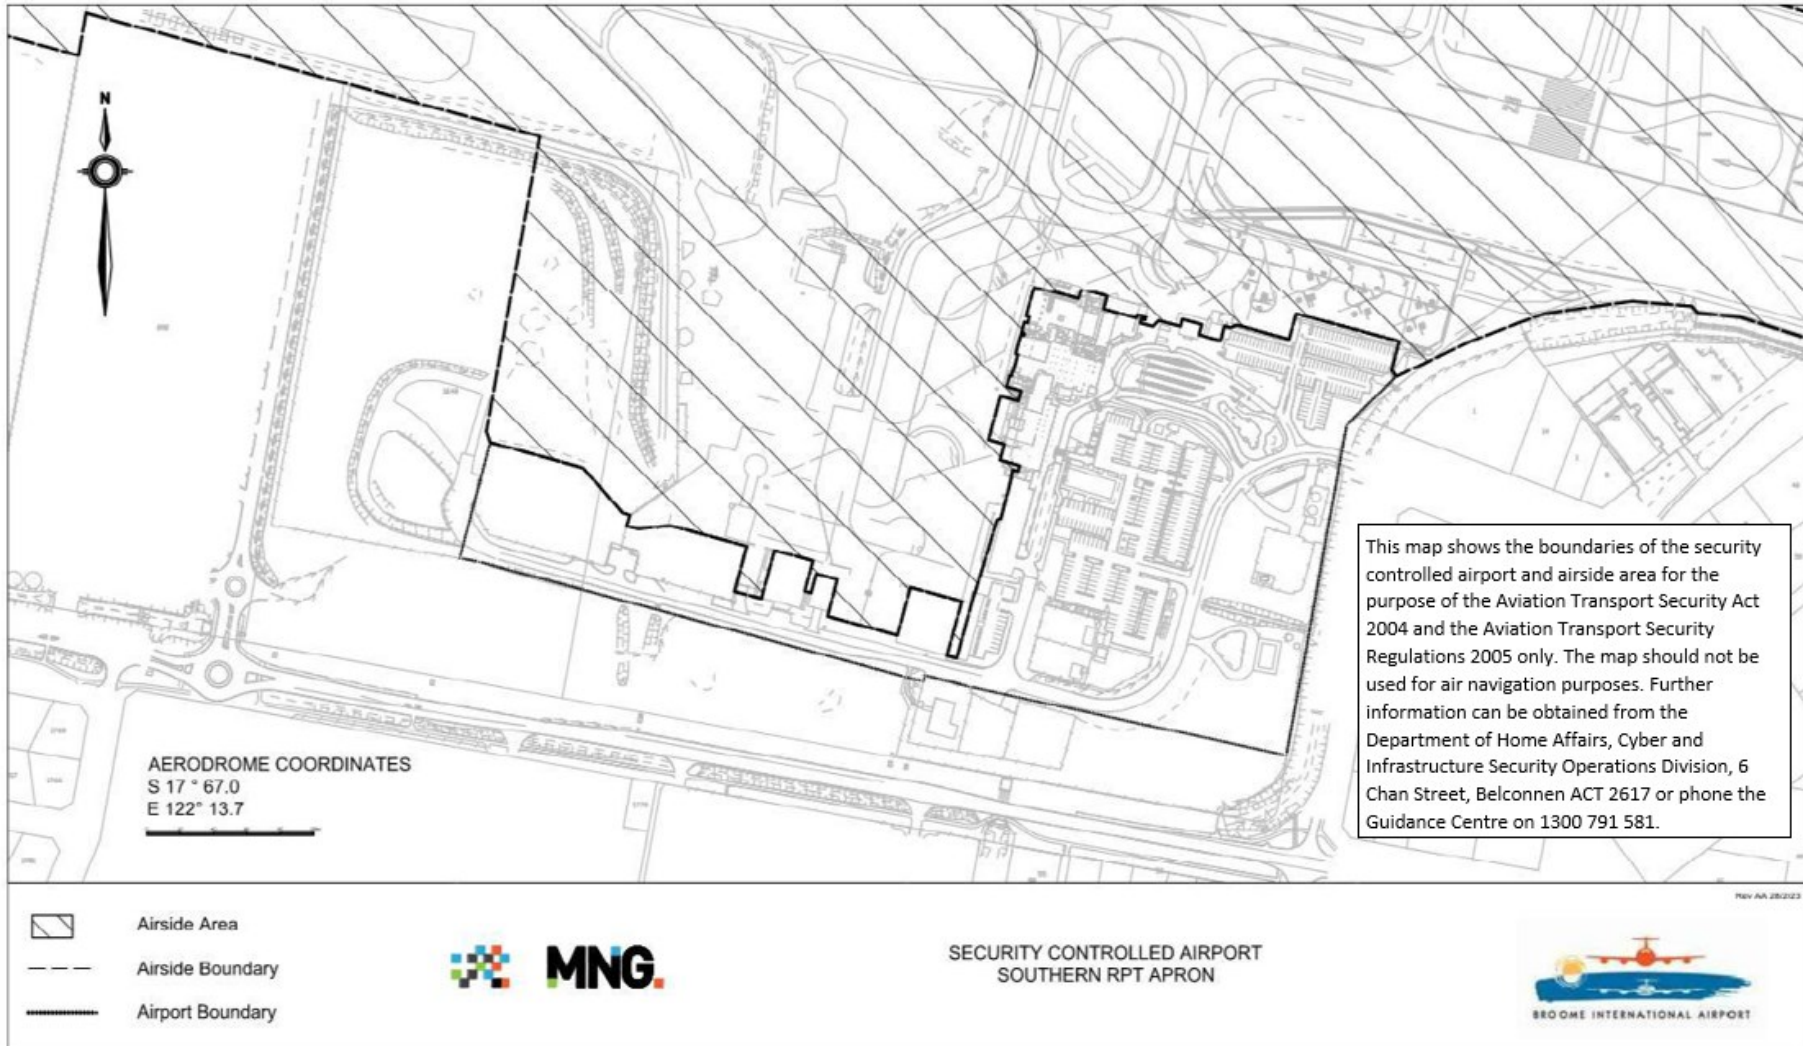 N
AERODROME COORDINATES
S 17 ° 67.0
E 122° 13.7
This map shows the boundaries of the security
controlled airport and airside area for the
purpose of the Aviation Transport Security Act
2004 and the Aviation Transport Security
Regulations 2005 only. The map should not be
used for air navigation purposes. Further
information can be obtained from the
Department of Home Affairs, Cyber and
Infrastructure Security Operations Division, 6
Chan Street, Belconnen ACT 2617 or phone the
Guidance Centre on 1300 791 581.
Rev AA 28/2/23
Airside Area
Airside Boundary
Airport Boundary
MNG.
SECURITY CONTROLLED AIRPORT
SOUTHERN RPT APRON
BROOME INTERNATIONAL AIRPORT